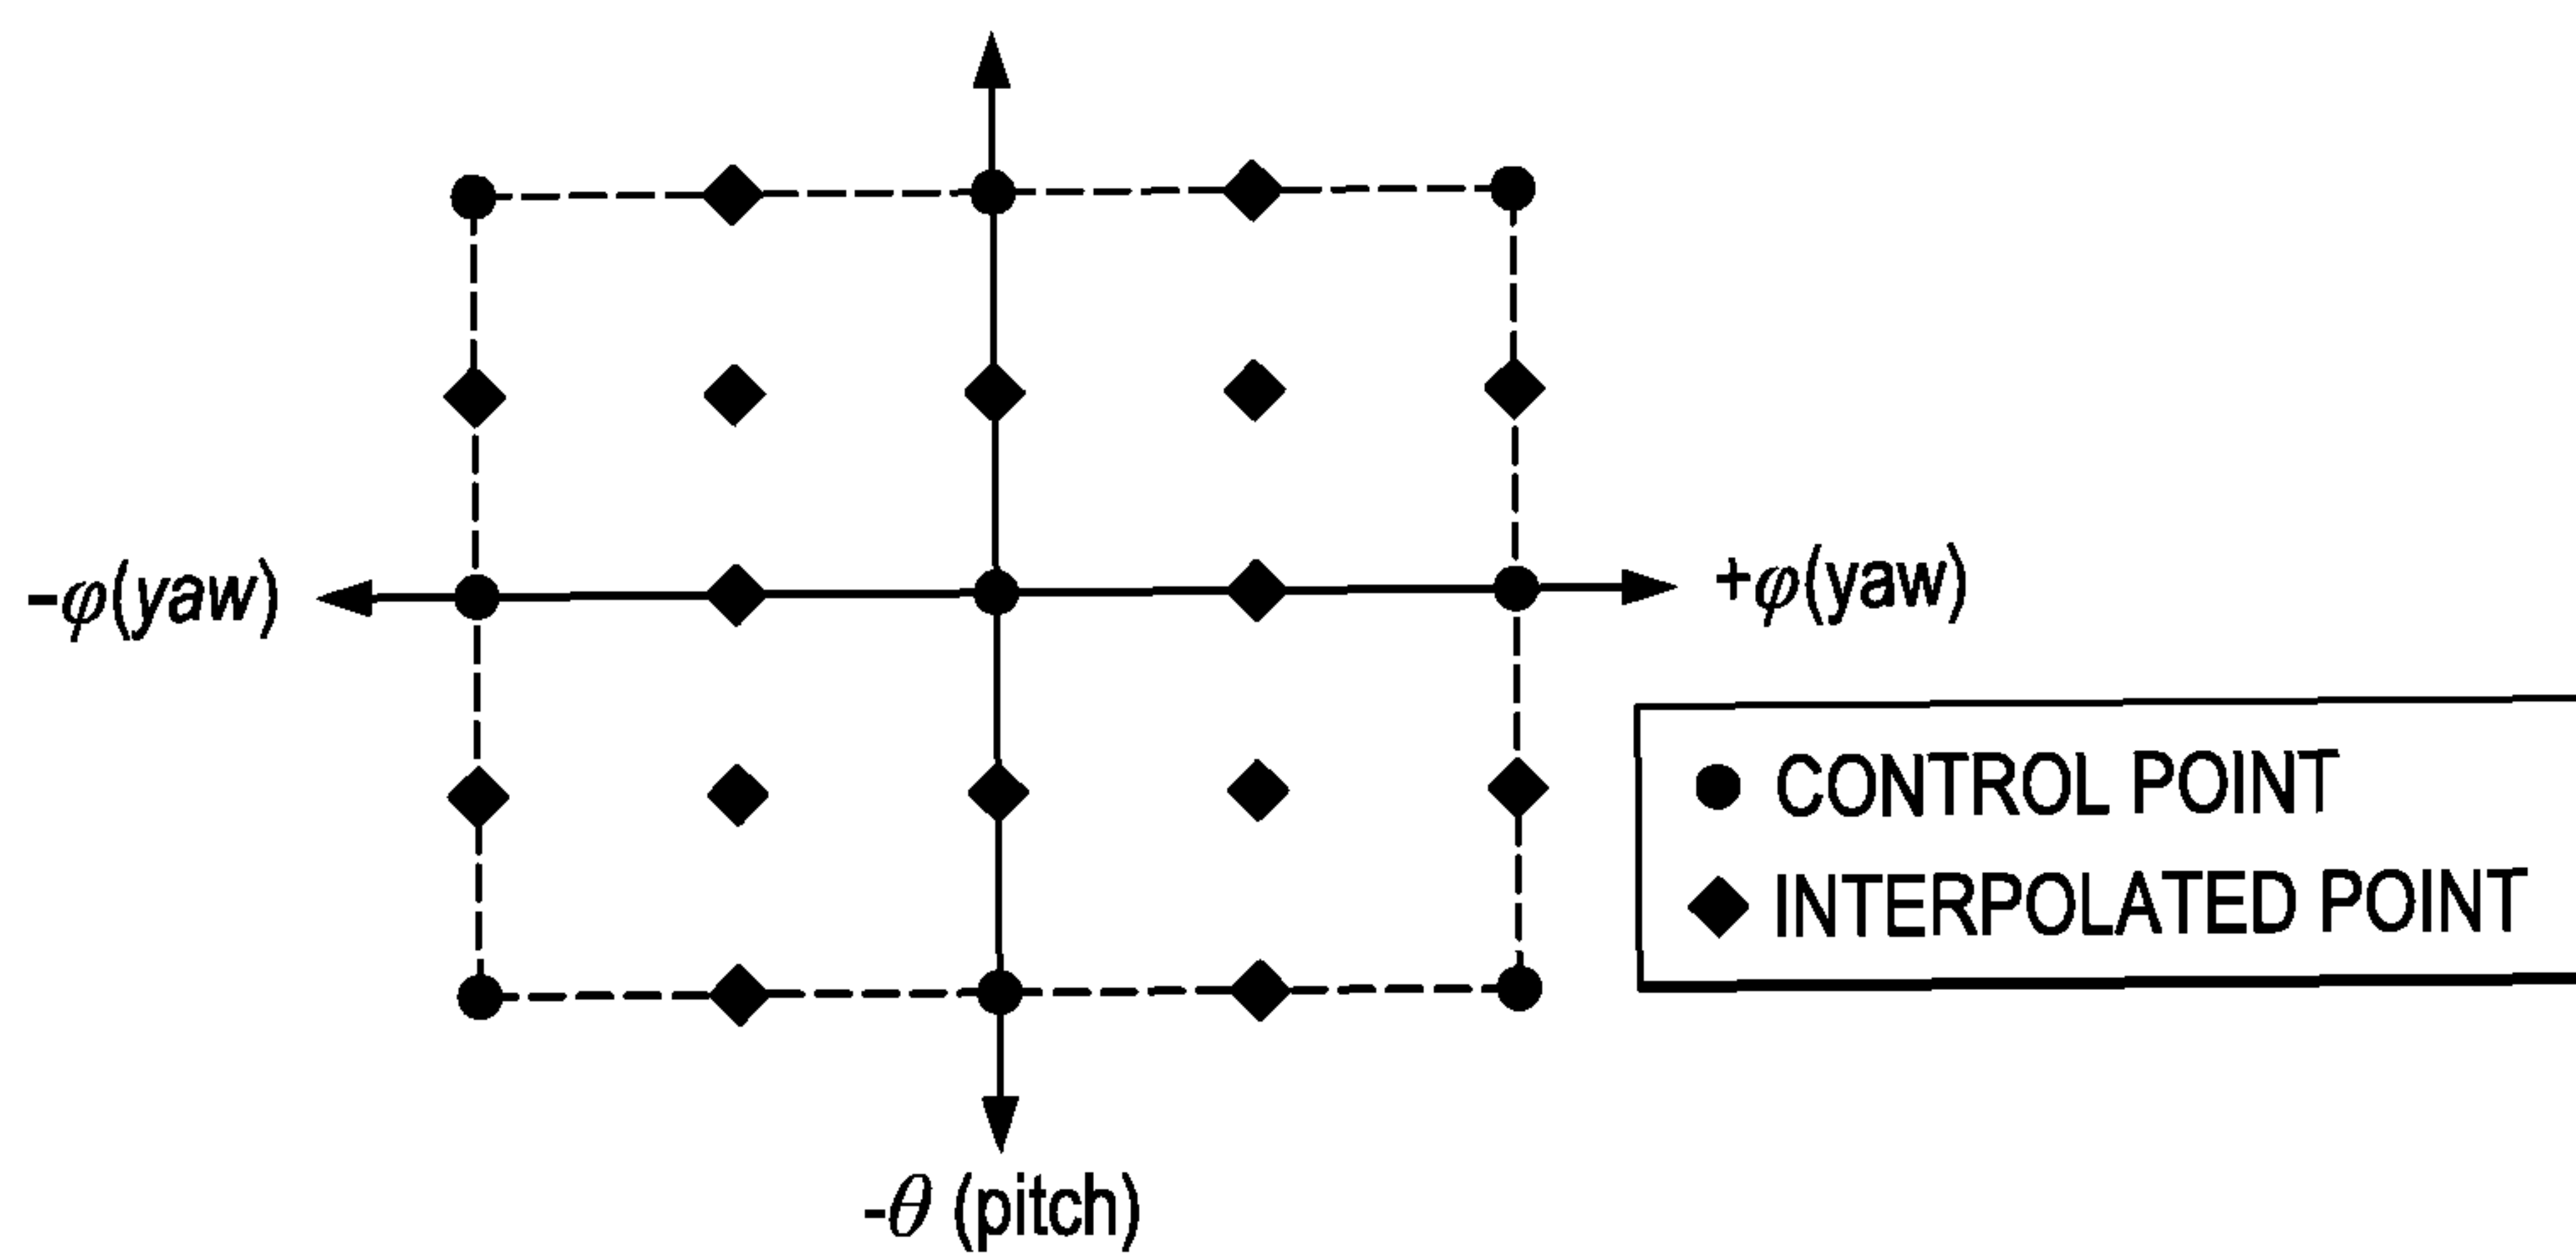 -φ(yaw)
+φ(yaw)
CONTROL POINT
INTERPOLATED POINT
-θ (pitch)